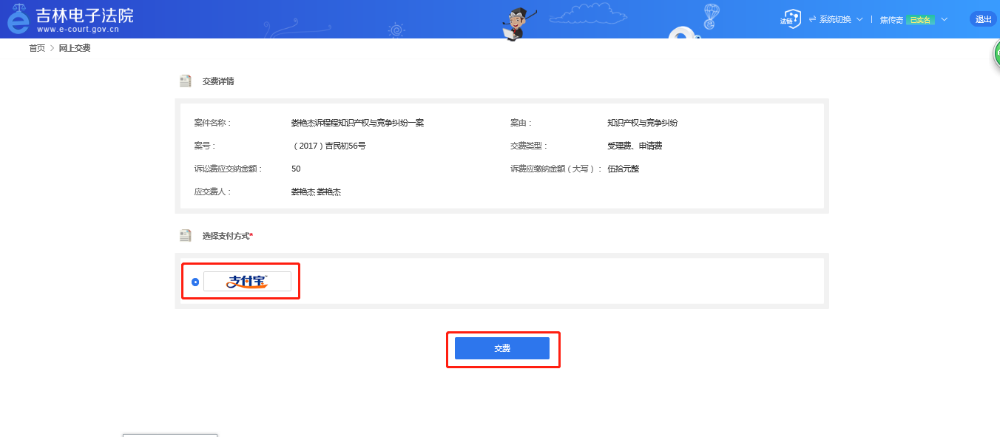 吉林电子法院
www.e-court.gov.cn
法链 系统切换 焦传奇 已实名 退出
首页 > 网上交费
交费详情
案件名称： 娄艳杰诉程程知识产权与竞争纠纷一案 案由： 知识产权与竞争纠纷
案号： （2017）吉民初56号 交费类型： 受理费、申请费
诉讼费应交纳金额： 50 诉费应缴纳金额（大写）： 伍拾元整
应交费人： 娄艳杰 娄艳杰
选择支付方式*
支付宝
交费